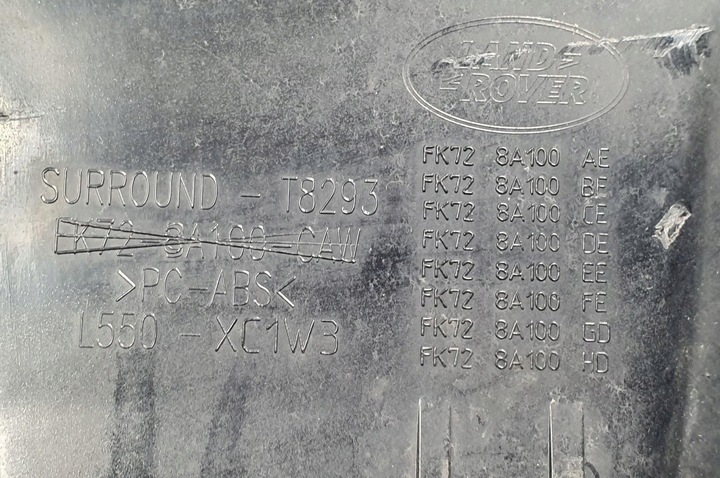 LAND
ROVER
SURROUND - T8293
FK72-8A100-CAW
>PC-ABS<
L550 - XC1W3
FK72 8A100 AE
FK72 8A100 BE
FK72 8A100 CE
FK72 8A100 DE
FK72 8A100 EE
FK72 8A100 FE
FK72 8A100 GD
FK72 8A100 HD